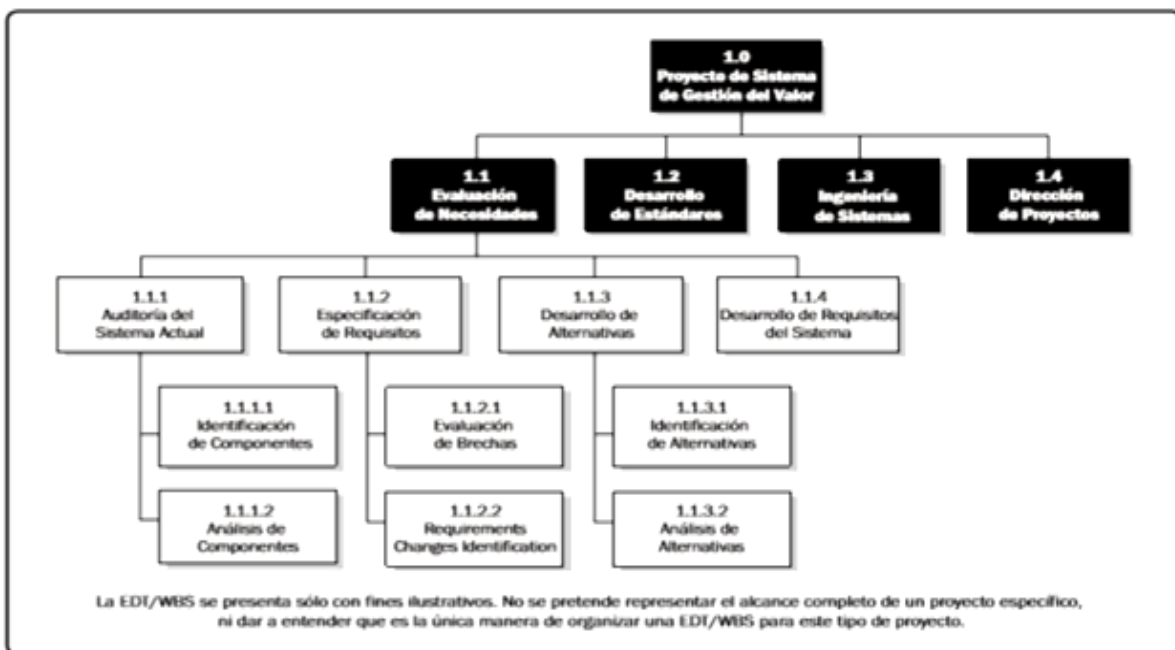 1.0
Proyecto de Sistema
de Gestión del Valor
1.1
Evaluación
de Necesidades
1.2
Desarrollo
de Estándares
1.3
Ingeniería
de Sistemas
1.4
Dirección
de Proyectos
1.1.1
Auditoría del
Sistema Actual
1.1.2
Especificación
de Requisitos
1.1.3
Desarrollo de
Alternativas
1.1.4
Desarrollo de Requisitos
del Sistema
1.1.1.1
Identificación
de Componentes
1.1.2.1
Evaluación
de Brechas
1.1.3.1
Identificación
de Alternativas
1.1.1.2
Análisis de
Componentes
1.1.2.2
Requirements
Changes Identification
1.1.3.2
Análisis de
Alternativas
La EDT/WBS se presenta sólo con fines ilustrativos. No se pretende representar el alcance completo de un proyecto específico,
ni dar a entender que es la única manera de organizar una EDT/WBS para este tipo de proyecto.